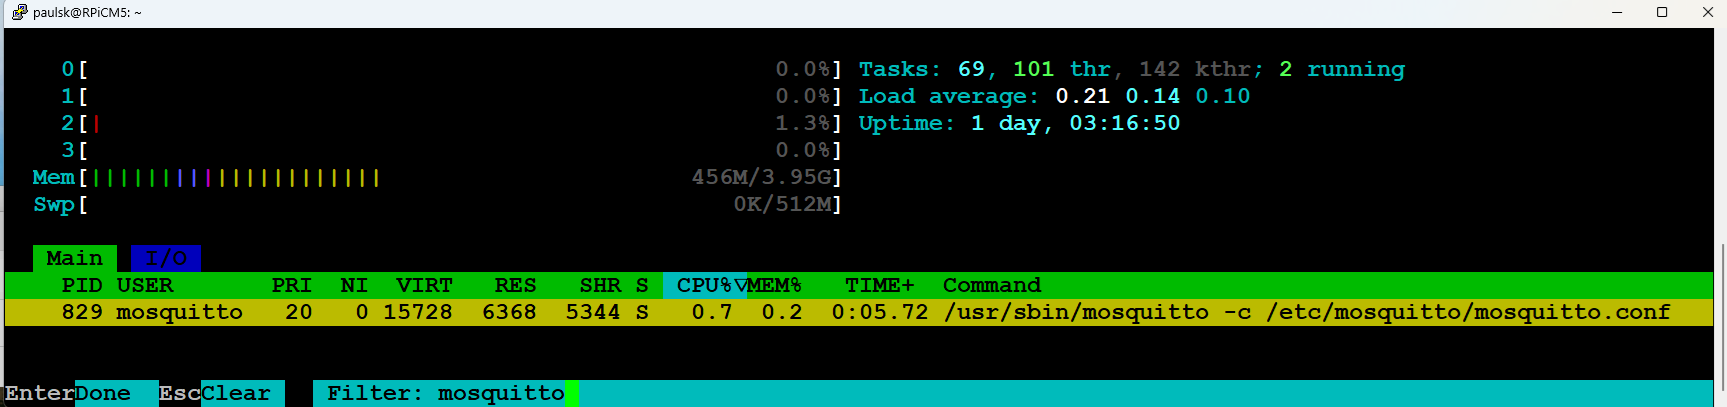 paulsk@RPiCM5: ~
0[ 0.0%] Tasks: 69, 101 thr, 142 kthr; 2 running
1[ 0.0%] Load average: 0.21 0.14 0.10
2[| 1.3%] Uptime: 1 day, 03:16:50
3[ 0.0%]
Mem[||||||||||||||||||||| 456M/3.95G]
Swp[ 0K/512M]
Main I/O
PID USER PRI NI VIRT RES SHR S CPU%▽MEM% TIME+ Command
829 mosquitto 20 0 15728 6368 5344 S 0.7 0.2 0:05.72 /usr/sbin/mosquitto -c /etc/mosquitto/mosquitto.conf
EnterDone EscClear Filter: mosquitto